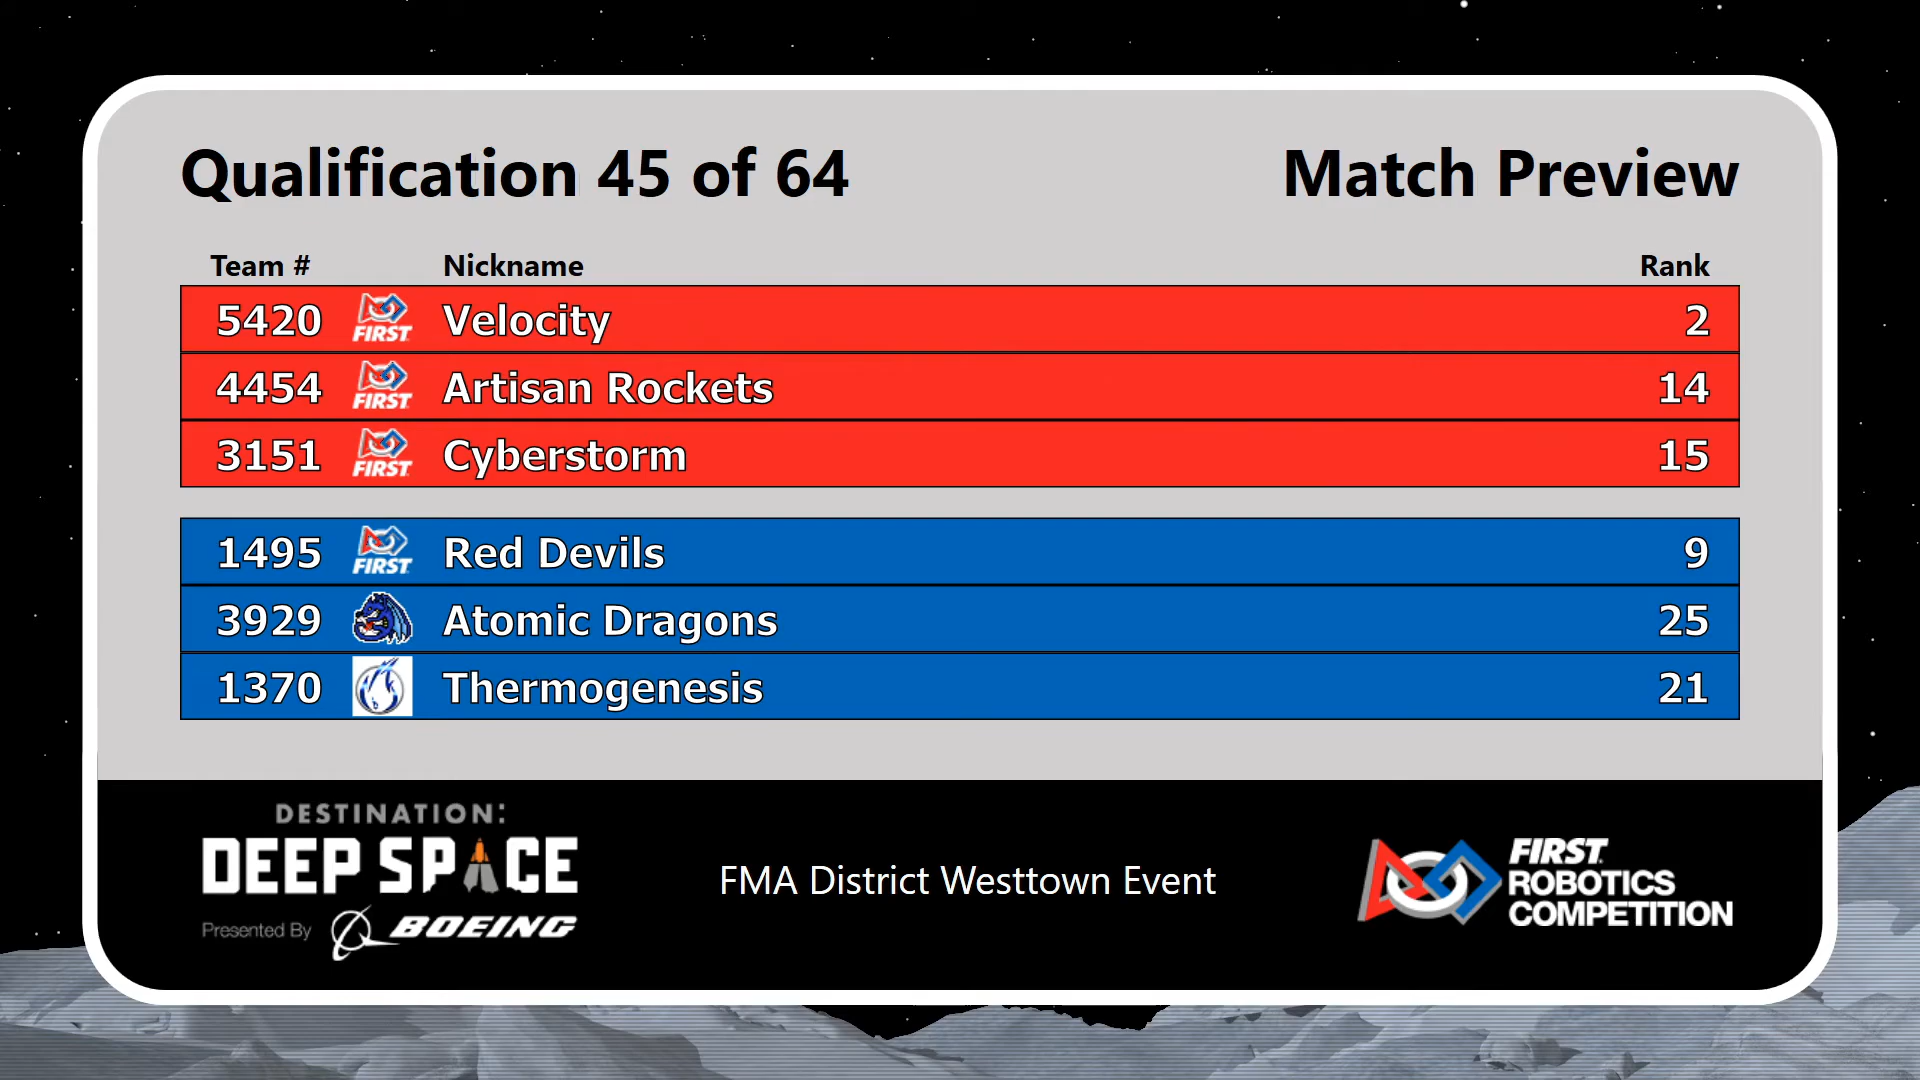 Qualification 45 of 64 Match Preview
Team # Nickname Rank
5420 FIRST Velocity 2
4454 FIRST Artisan Rockets 14
3151 FIRST Cyberstorm 15
1495 FIRST Red Devils 9
3929 Atomic Dragons 25
1370 Thermogenesis 21
DESTINATION:
DEEP SPACE
Presented By BOEING
FMA District Westtown Event
FIRST
ROBOTICS
COMPETITION